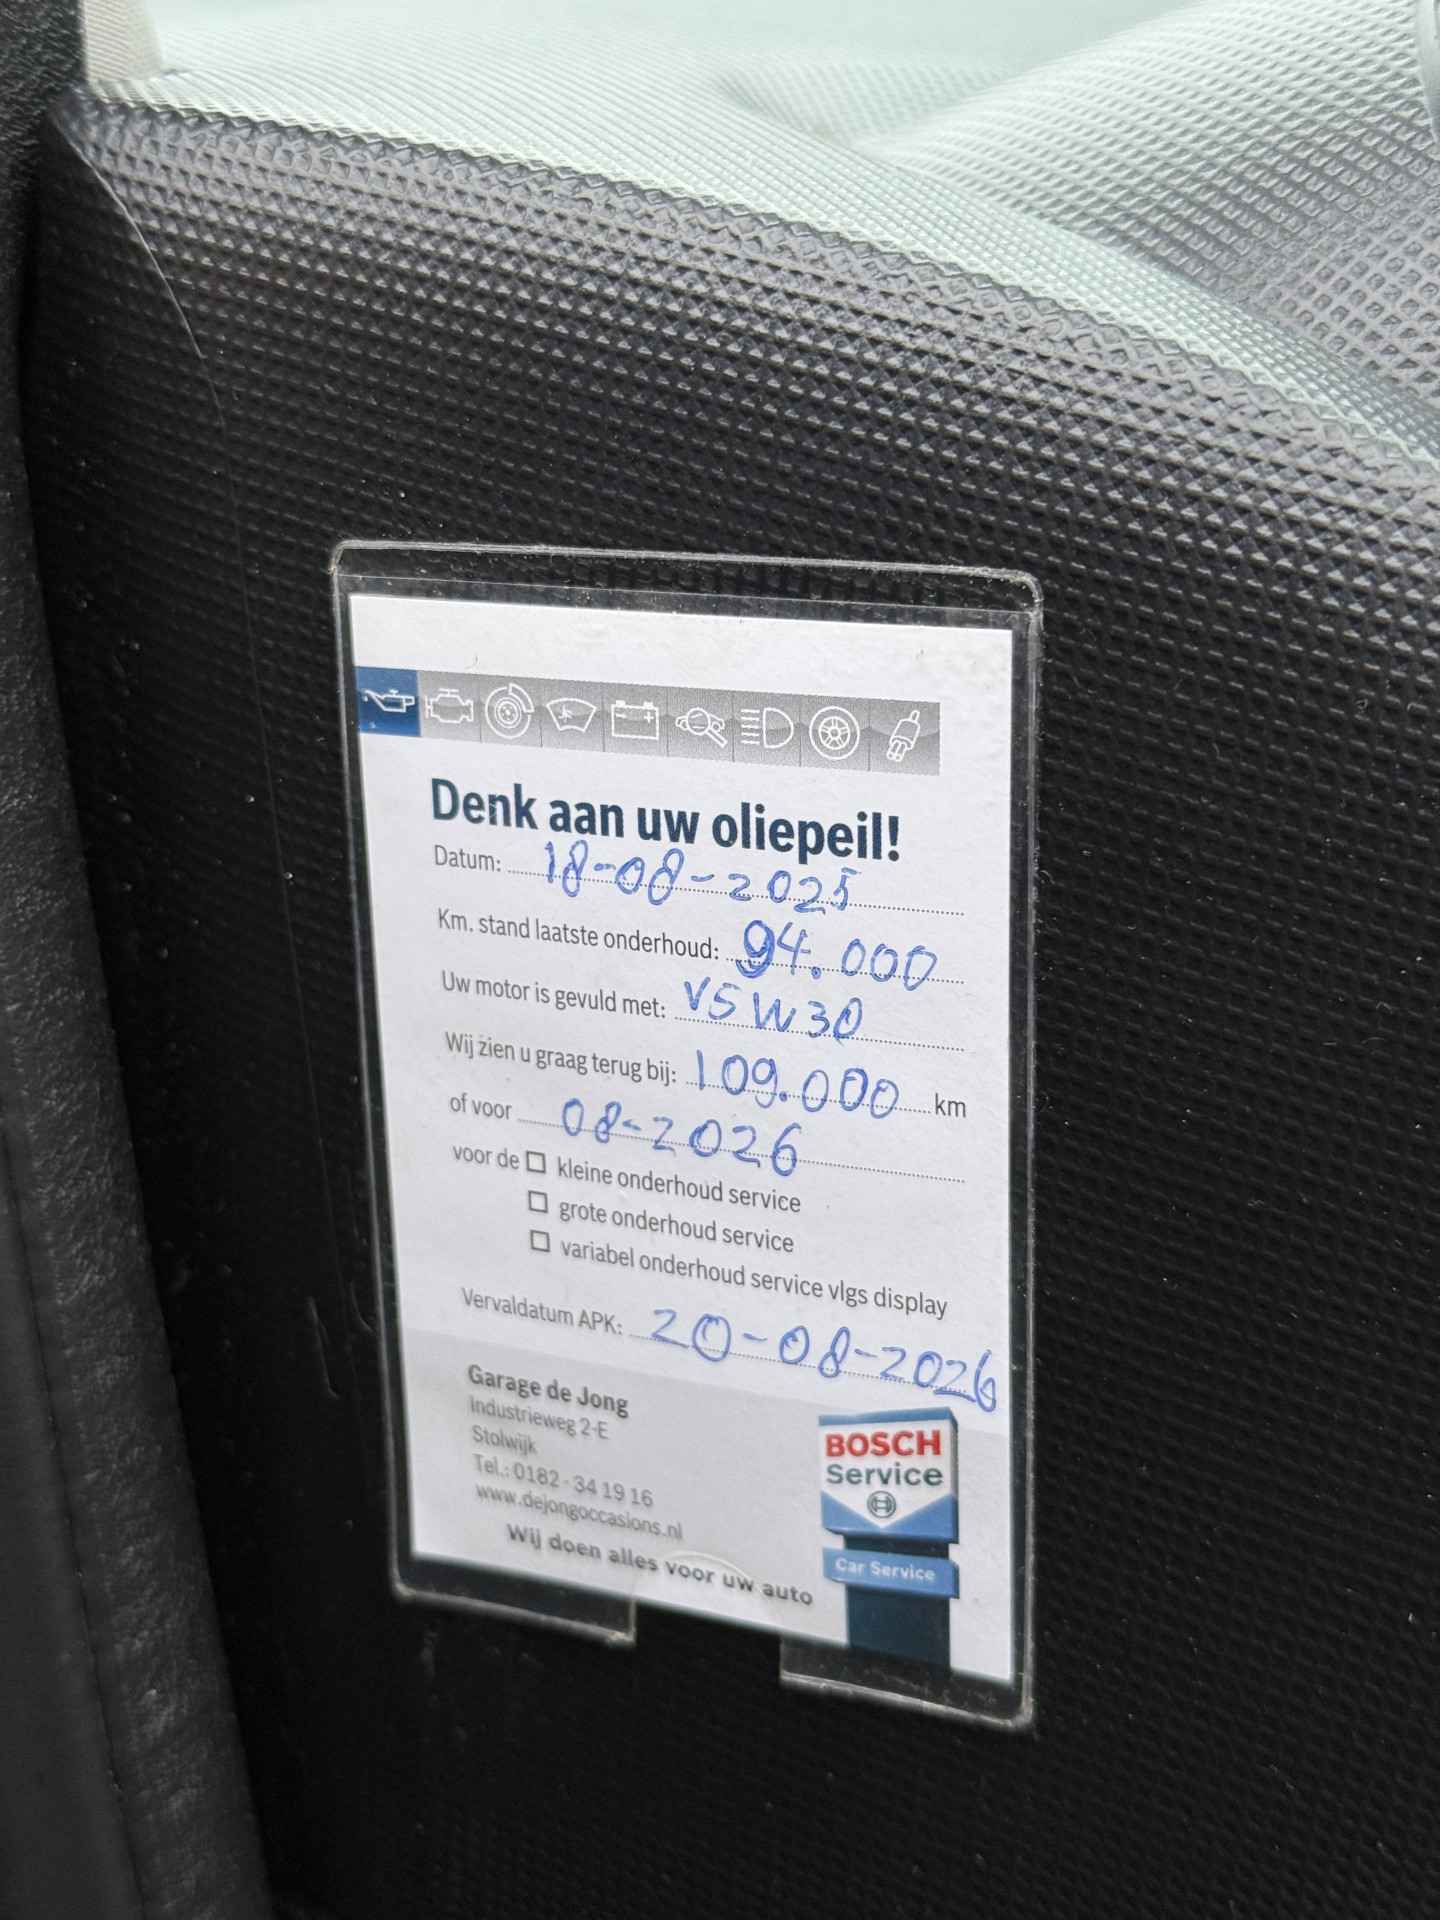 Denk aan uw oliepeil!
Datum: 18-08-2025
Km. stand laatste onderhoud: 94.000
Uw motor is gevuld met: V5W30
Wij zien u graag terug bij: 109.000 km
of voor 08-2026
voor de ☐ kleine onderhoud service
☐ grote onderhoud service
☐ variabel onderhoud service vlgs display
Vervaldatum APK: 20-08-2026
Garage de Jong
Industrieweg 2-E
Stolwijk
Tel.: 0182 - 34 19 16
www.dejongoccasions.nl
Wij doen alles voor uw auto
BOSCH
Service
Car Service